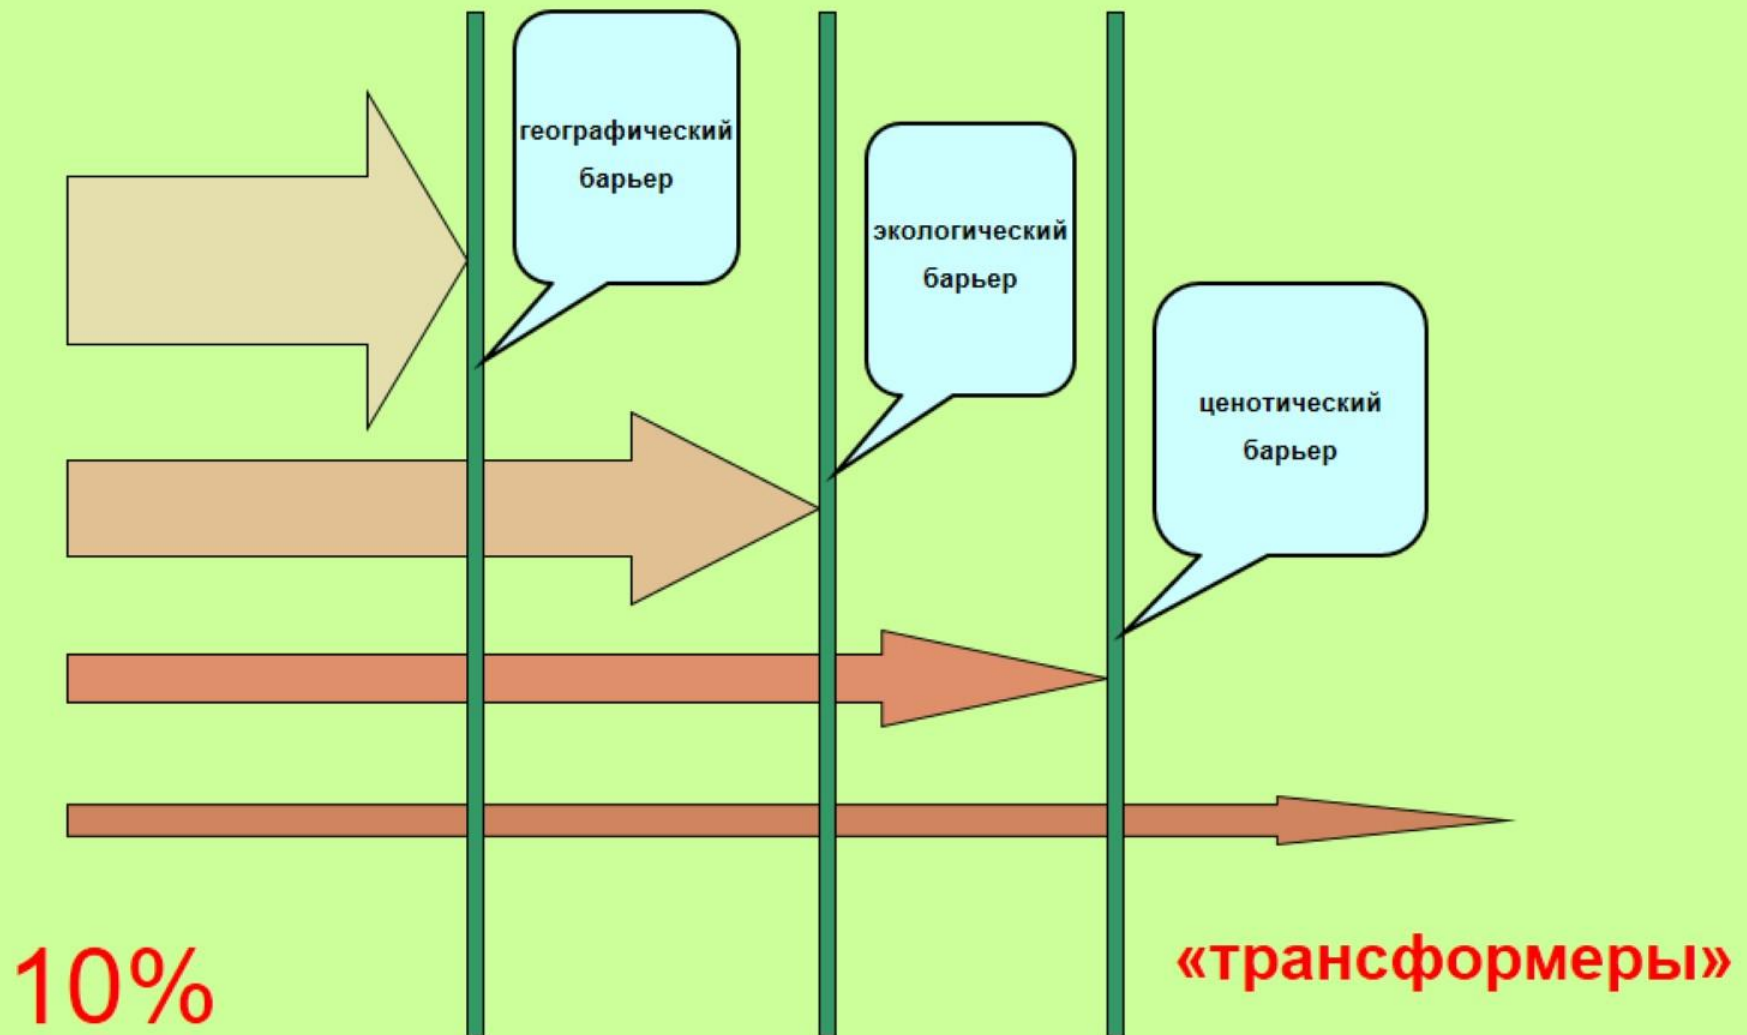 географический
барьер
экологический
барьер
ценотический
барьер
10%
«трансформеры»